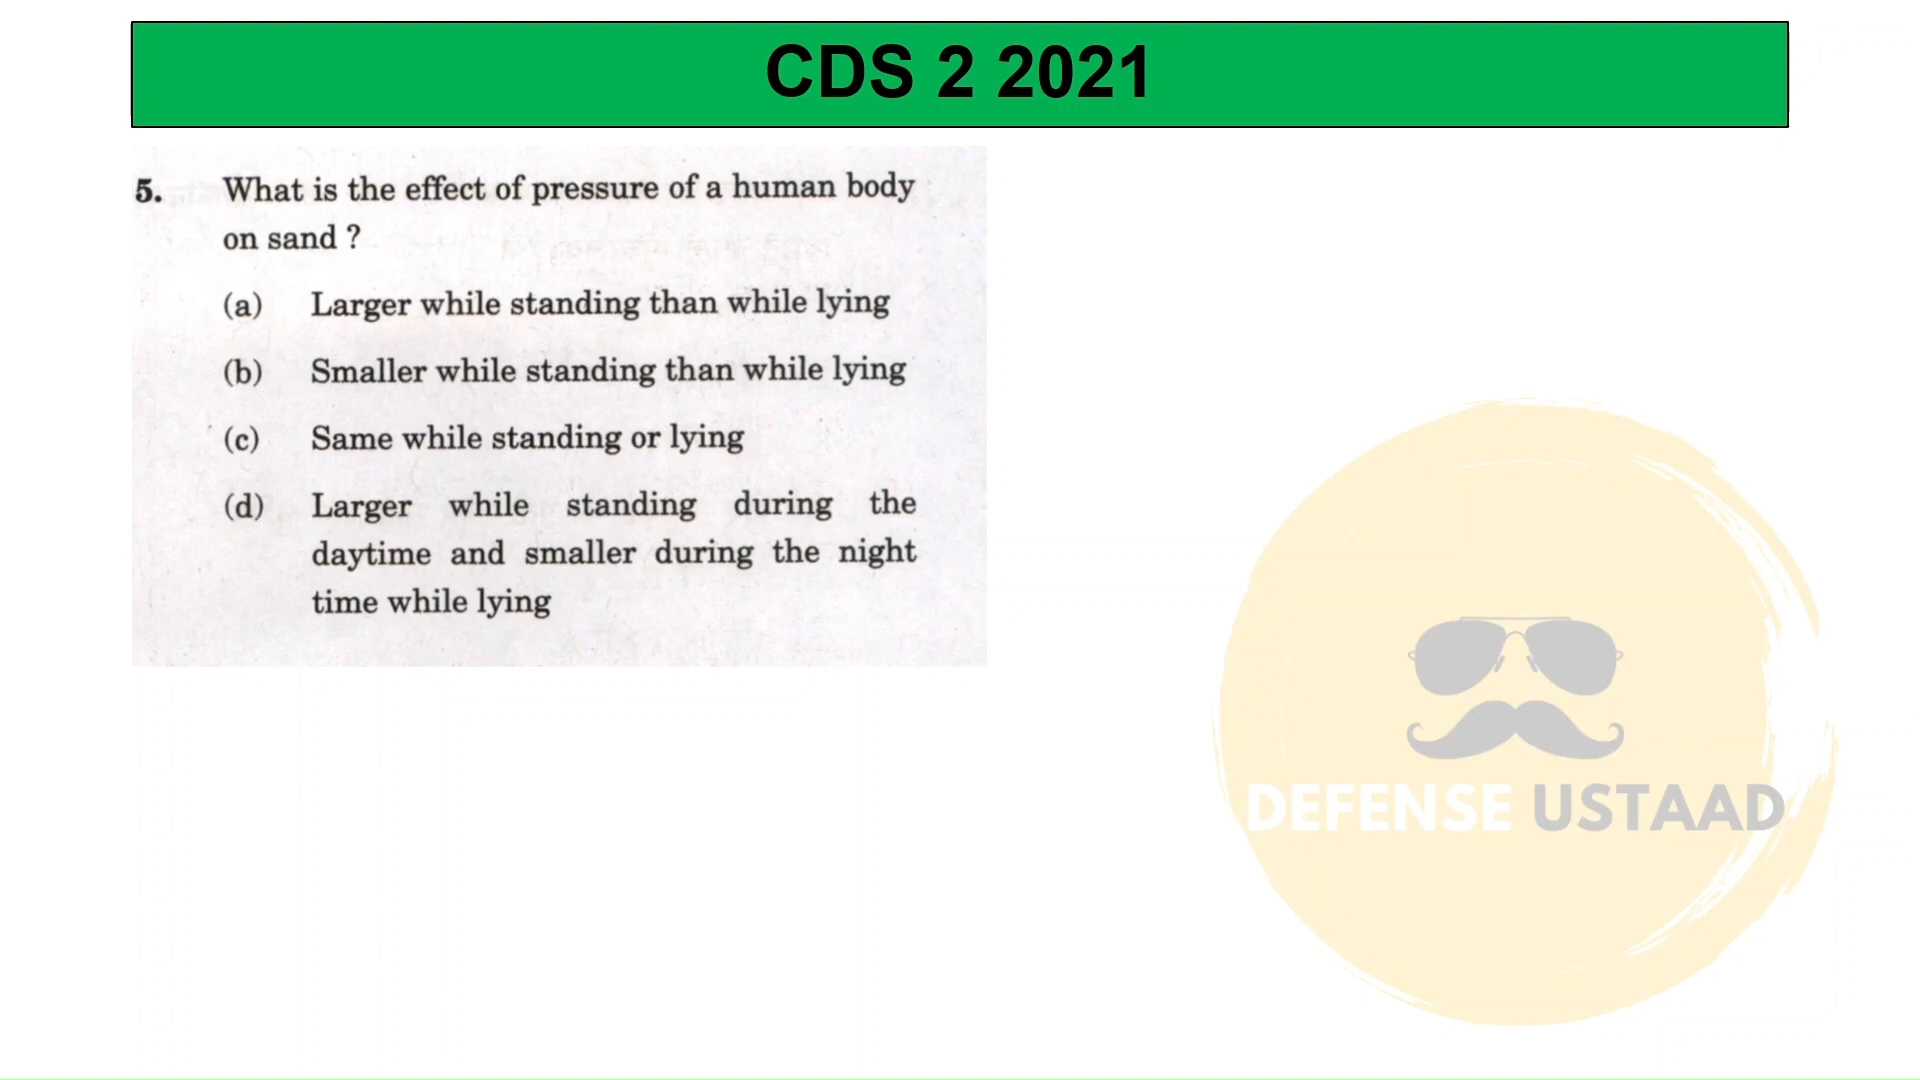 CDS 2 2021
5. What is the effect of pressure of a human body
on sand ?
(a) Larger while standing than while lying
(b) Smaller while standing than while lying
(c) Same while standing or lying
(d) Larger while standing during the
daytime and smaller during the night
time while lying
DEFENSE USTAAD